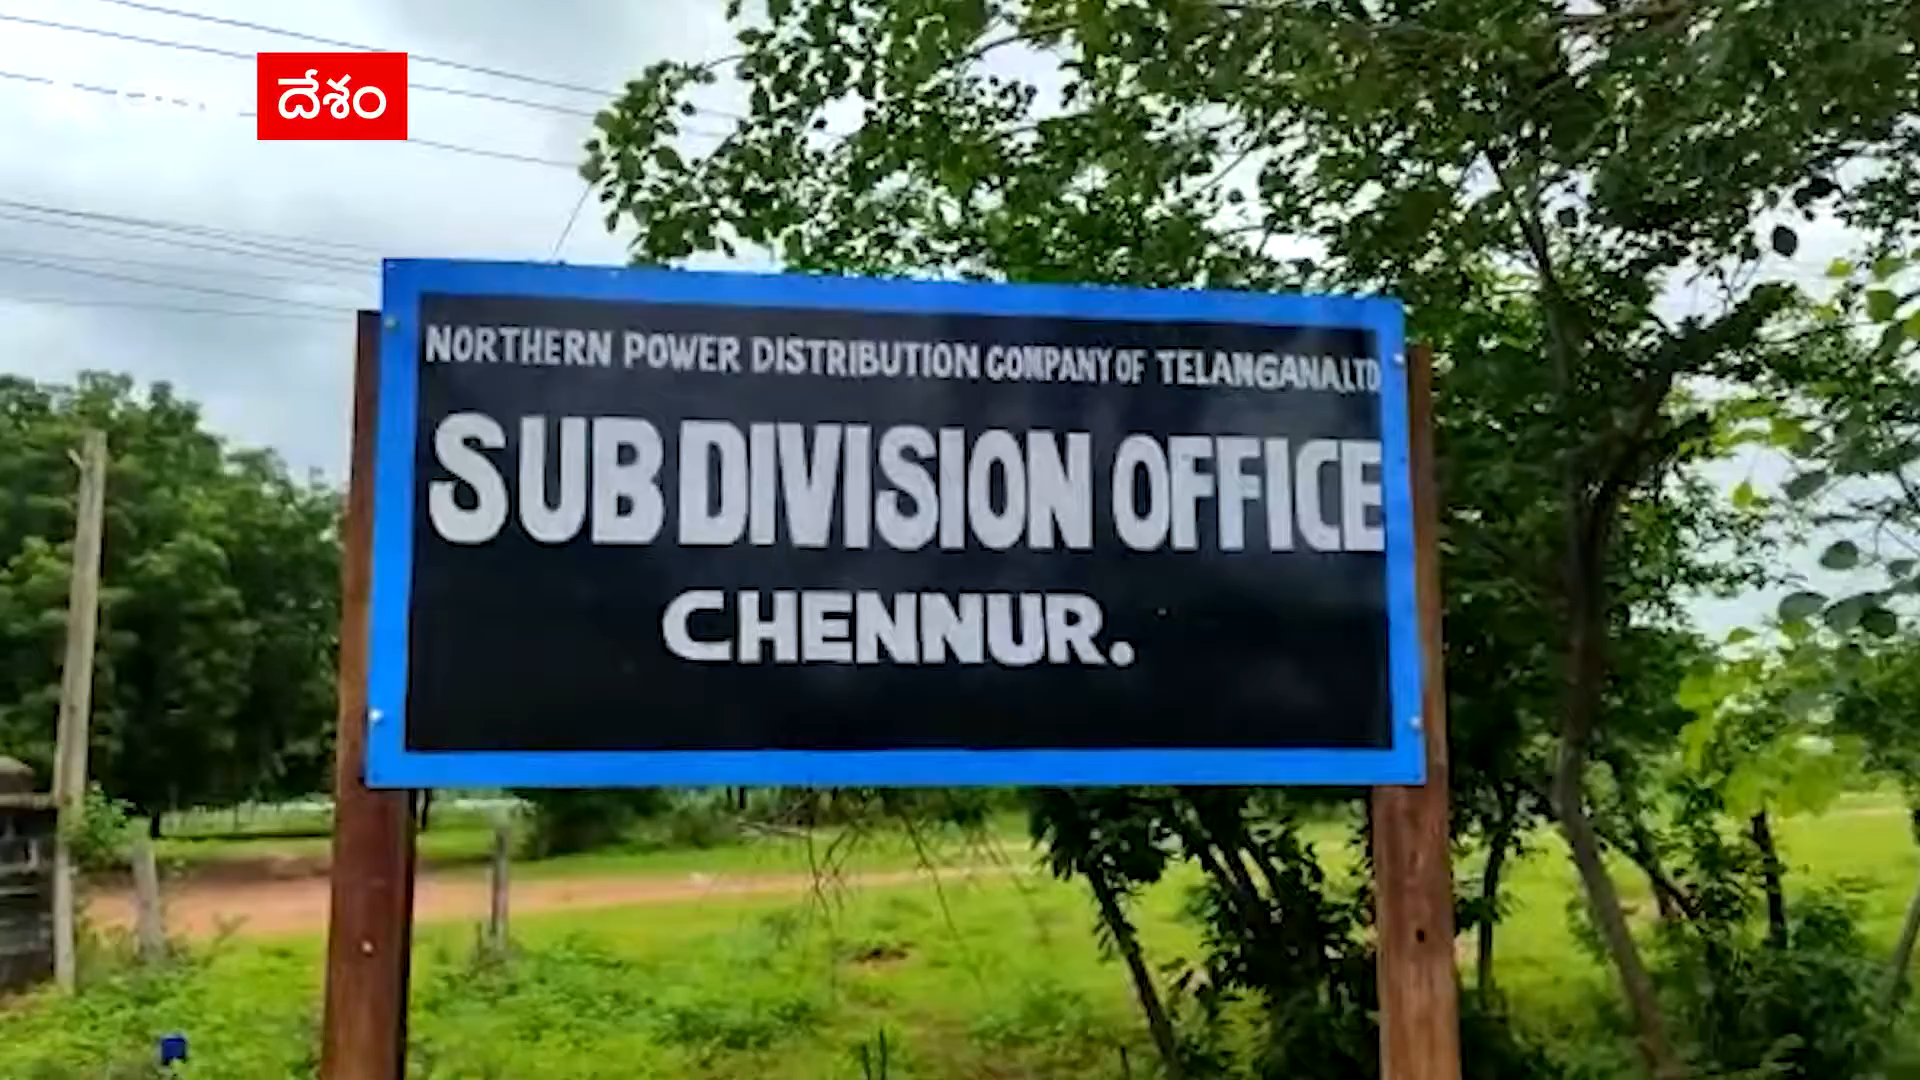 దేశం
NORTHERN POWER DISTRIBUTION COMPANY OF TELANGANA LTD
SUB DIVISION OFFICE
CHENNUR.